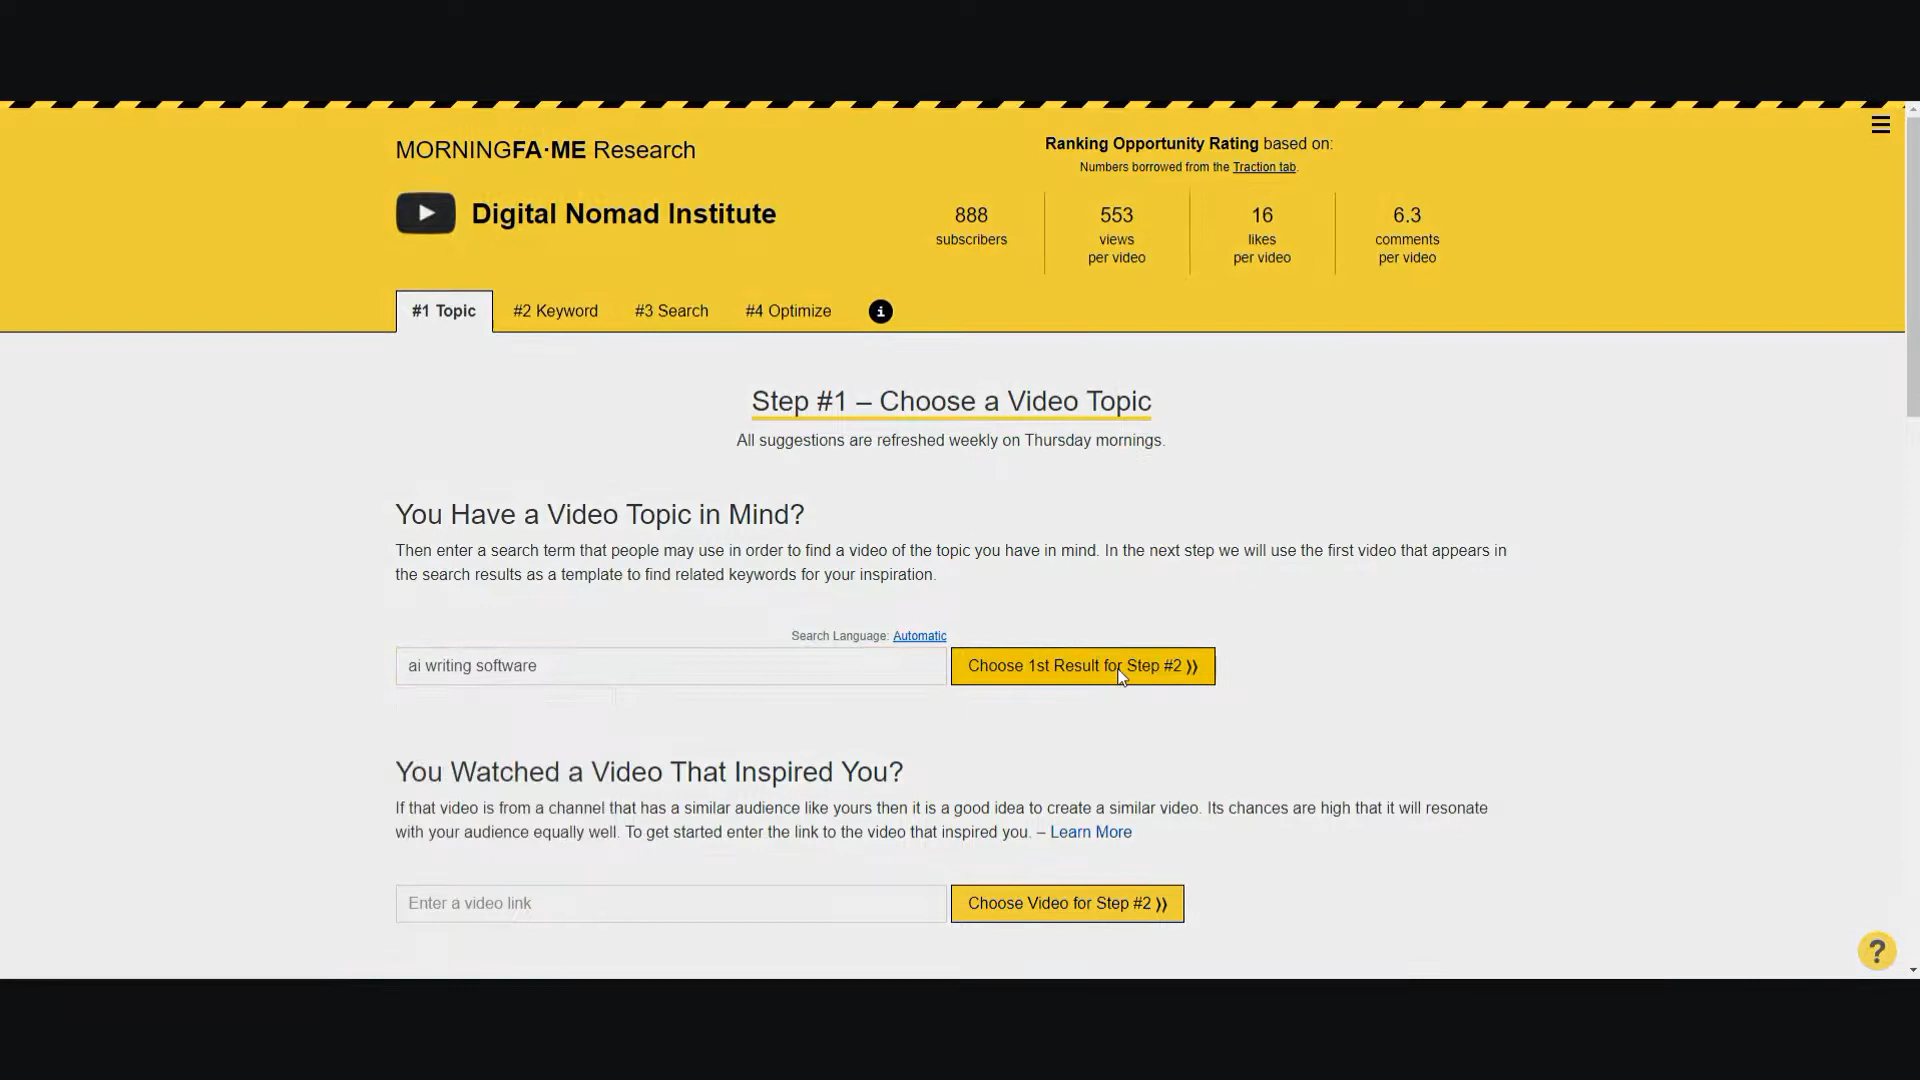 MORNINGFA·ME Research
Digital Nomad Institute
Ranking Opportunity Rating based on:
Numbers borrowed from the Traction tab.
888
subscribers
553
views
per video
16
likes
per video
6.3
comments
per video
#1 Topic
#2 Keyword
#3 Search
#4 Optimize
i
Step #1 – Choose a Video Topic
All suggestions are refreshed weekly on Thursday mornings.
You Have a Video Topic in Mind?
Then enter a search term that people may use in order to find a video of the topic you have in mind. In the next step we will use the first video that appears in
the search results as a template to find related keywords for your inspiration.
Search Language: Automatic
ai writing software
Choose 1st Result for Step #2 ⟩⟩
You Watched a Video That Inspired You?
If that video is from a channel that has a similar audience like yours then it is a good idea to create a similar video. Its chances are high that it will resonate
with your audience equally well. To get started enter the link to the video that inspired you. – Learn More
Enter a video link
Choose Video for Step #2 ⟩⟩
?